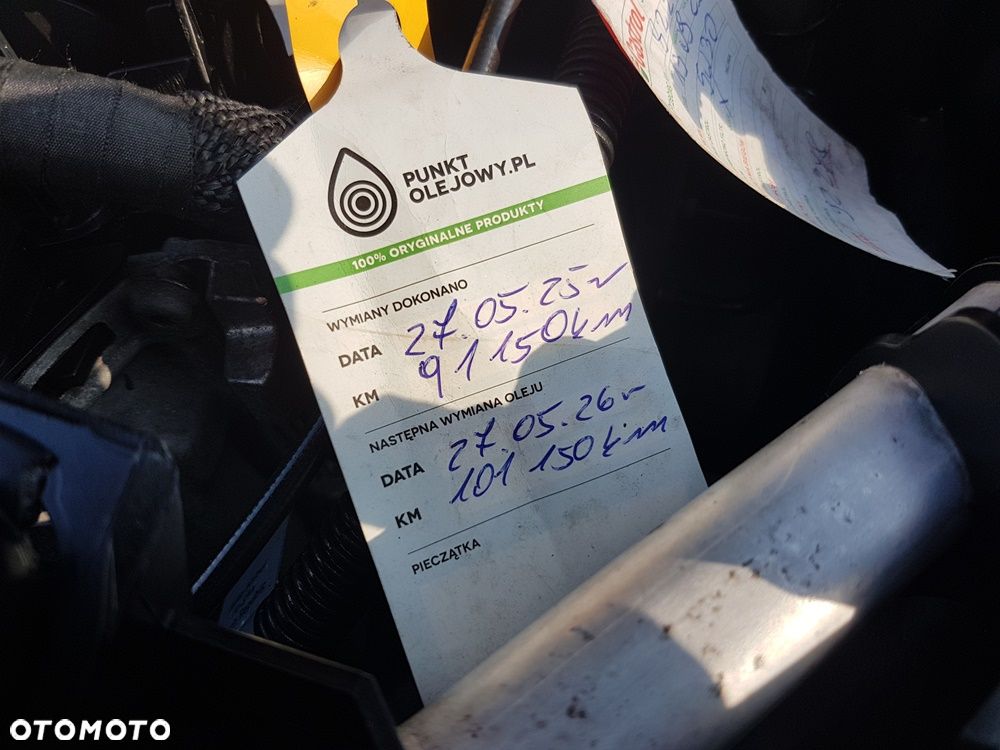 PUNKT
OLEJOWY.PL
100% ORYGINALNE PRODUKTY
WYMIANY DOKONANO
DATA 27.05.25r
KM 91 150km
NASTĘPNA WYMIANA OLEJU
DATA 27.05.26r
KM 101 150km
PIECZĄTKA
Castrol
OTOMOTO